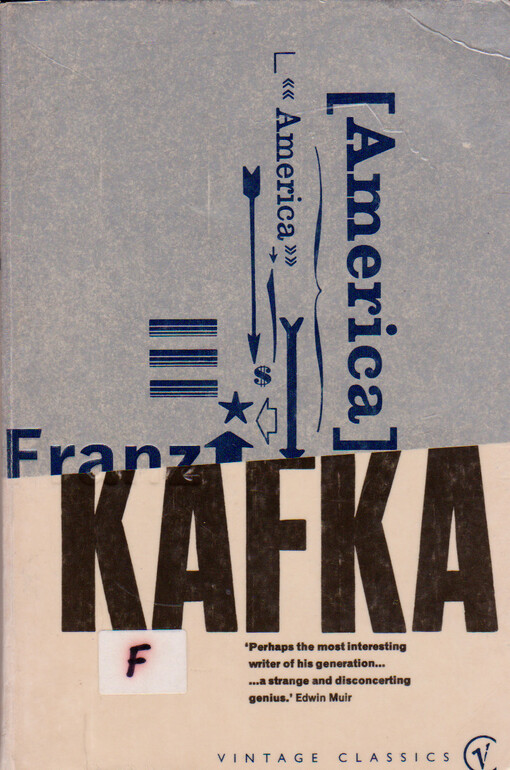 [America]
‹‹ America ››
$
Franz
KAFKA
F
'Perhaps the most interesting
writer of his generation...
...a strange and disconcerting
genius.' Edwin Muir
VINTAGE CLASSICS
V